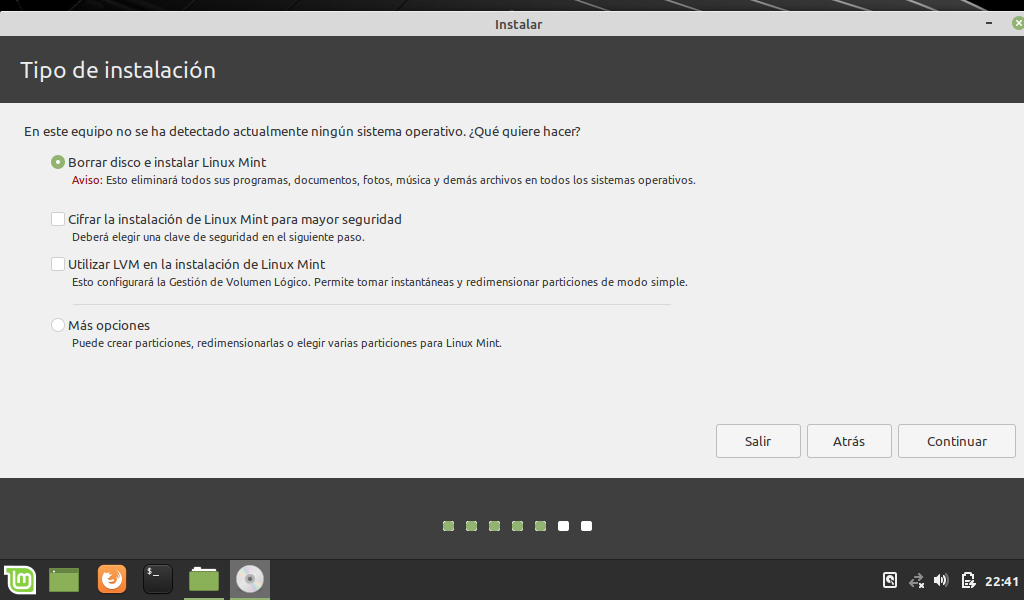 Instalar
Tipo de instalación
En este equipo no se ha detectado actualmente ningún sistema operativo. ¿Qué quiere hacer?
Borrar disco e instalar Linux Mint
Aviso: Esto eliminará todos sus programas, documentos, fotos, música y demás archivos en todos los sistemas operativos.
Cifrar la instalación de Linux Mint para mayor seguridad
Deberá elegir una clave de seguridad en el siguiente paso.
Utilizar LVM en la instalación de Linux Mint
Esto configurará la Gestión de Volumen Lógico. Permite tomar instantáneas y redimensionar particiones de modo simple.
Más opciones
Puede crear particiones, redimensionarlas o elegir varias particiones para Linux Mint.
Salir Atrás Continuar
$_ 22:41